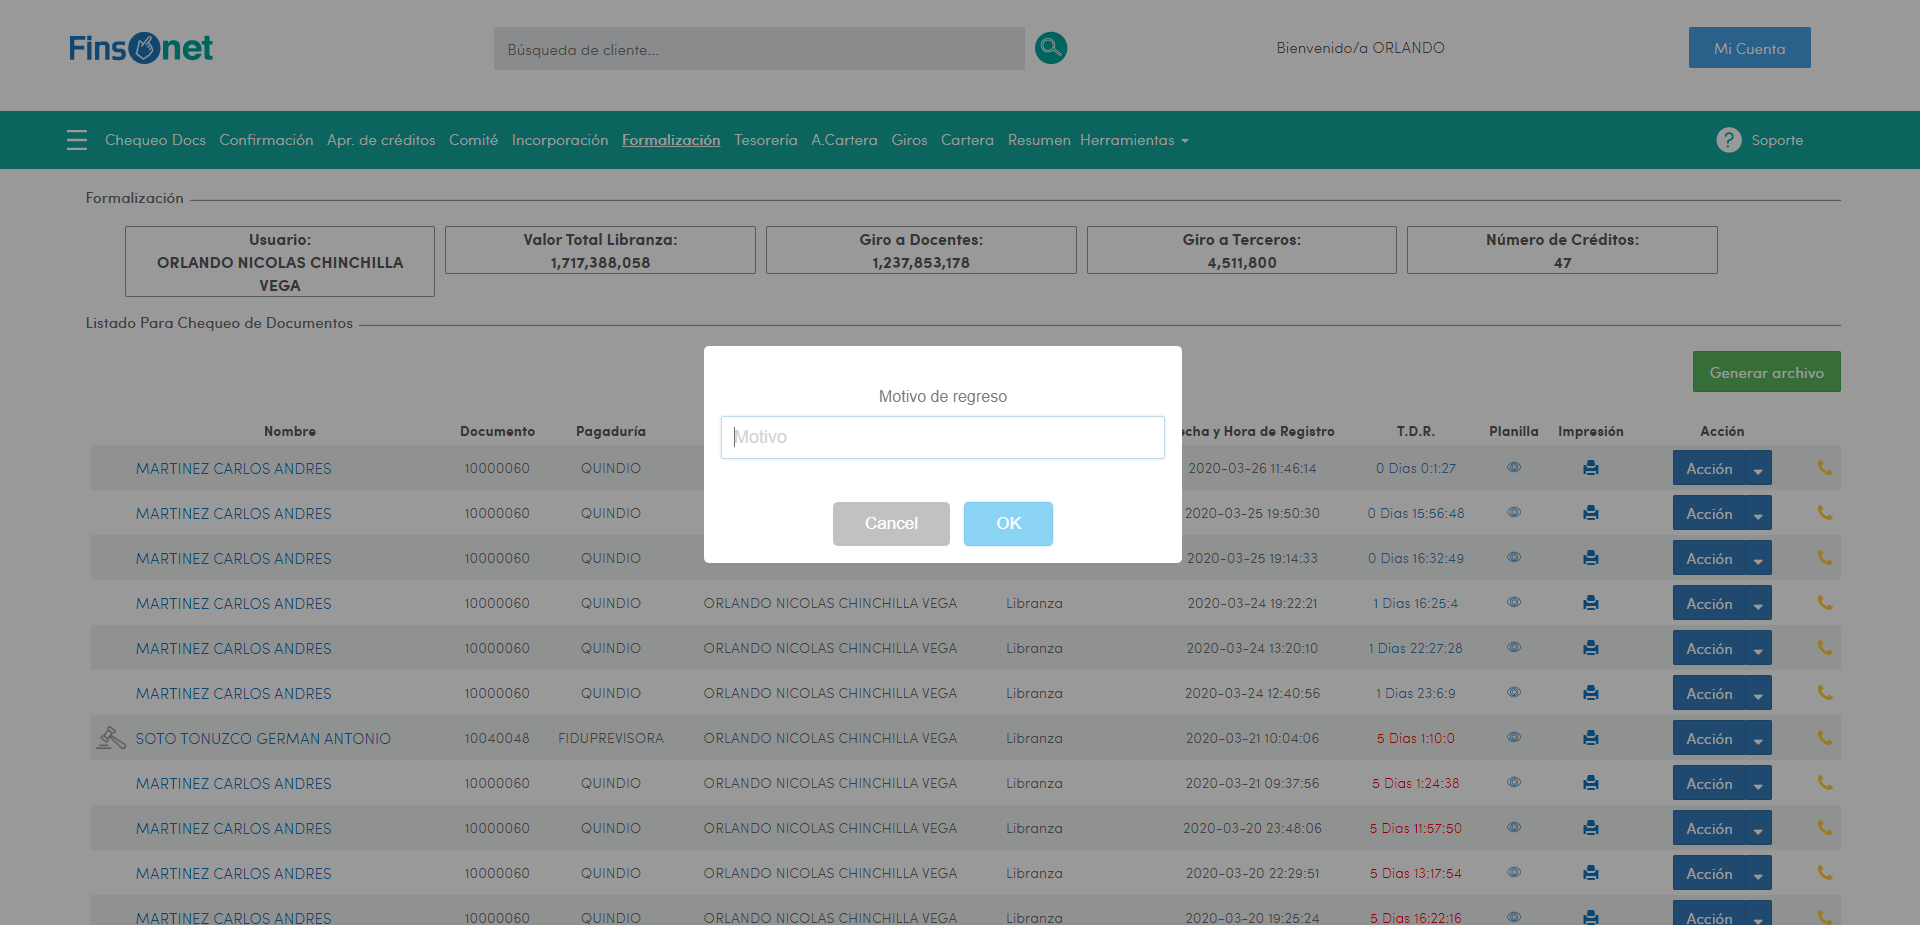 Finsonet
Búsqueda de cliente...
Bienvenido/a ORLANDO
Mi Cuenta
Chequeo Docs Confirmación Apr. de créditos Comité Incorporación Formalización Tesorería A.Cartera Giros Cartera Resumen Herramientas
? Soporte
Formalización
Usuario:
ORLANDO NICOLAS CHINCHILLA
VEGA
Valor Total Libranza:
1,717,388,058
Giro a Docentes:
1,237,853,178
Giro a Terceros:
4,511,800
Número de Créditos:
47
Listado Para Chequeo de Documentos
Generar archivo
Motivo de regreso
Motivo
Cancel OK
Nombre Documento Pagaduría y Hora de Registro T.D.R. Planilla Impresión Acción
MARTINEZ CARLOS ANDRES 10000060 QUINDIO 2020-03-26 11:46:14 0 Dias 0:1:27 Acción
MARTINEZ CARLOS ANDRES 10000060 QUINDIO 2020-03-25 19:50:30 0 Dias 15:56:48 Acción
MARTINEZ CARLOS ANDRES 10000060 QUINDIO 2020-03-25 19:14:33 0 Dias 16:32:49 Acción
MARTINEZ CARLOS ANDRES 10000060 QUINDIO ORLANDO NICOLAS CHINCHILLA VEGA Libranza 2020-03-24 19:22:21 1 Dias 16:25:4 Acción
MARTINEZ CARLOS ANDRES 10000060 QUINDIO ORLANDO NICOLAS CHINCHILLA VEGA Libranza 2020-03-24 13:20:10 1 Dias 22:27:28 Acción
MARTINEZ CARLOS ANDRES 10000060 QUINDIO ORLANDO NICOLAS CHINCHILLA VEGA Libranza 2020-03-24 12:40:56 1 Dias 23:6:9 Acción
SOTO TONUZCO GERMAN ANTONIO 10040048 FIDUPREVISORA ORLANDO NICOLAS CHINCHILLA VEGA Libranza 2020-03-21 10:04:06 5 Dias 1:10:0 Acción
MARTINEZ CARLOS ANDRES 10000060 QUINDIO ORLANDO NICOLAS CHINCHILLA VEGA Libranza 2020-03-21 09:37:56 5 Dias 1:24:38 Acción
MARTINEZ CARLOS ANDRES 10000060 QUINDIO ORLANDO NICOLAS CHINCHILLA VEGA Libranza 2020-03-20 23:48:06 5 Dias 11:57:50 Acción
MARTINEZ CARLOS ANDRES 10000060 QUINDIO ORLANDO NICOLAS CHINCHILLA VEGA Libranza 2020-03-20 22:29:51 5 Dias 13:17:54 Acción
MARTINEZ CARLOS ANDRES 10000060 QUINDIO ORLANDO NICOLAS CHINCHILLA VEGA Libranza 2020-03-20 19:25:24 5 Dias 16:22:16 Acción